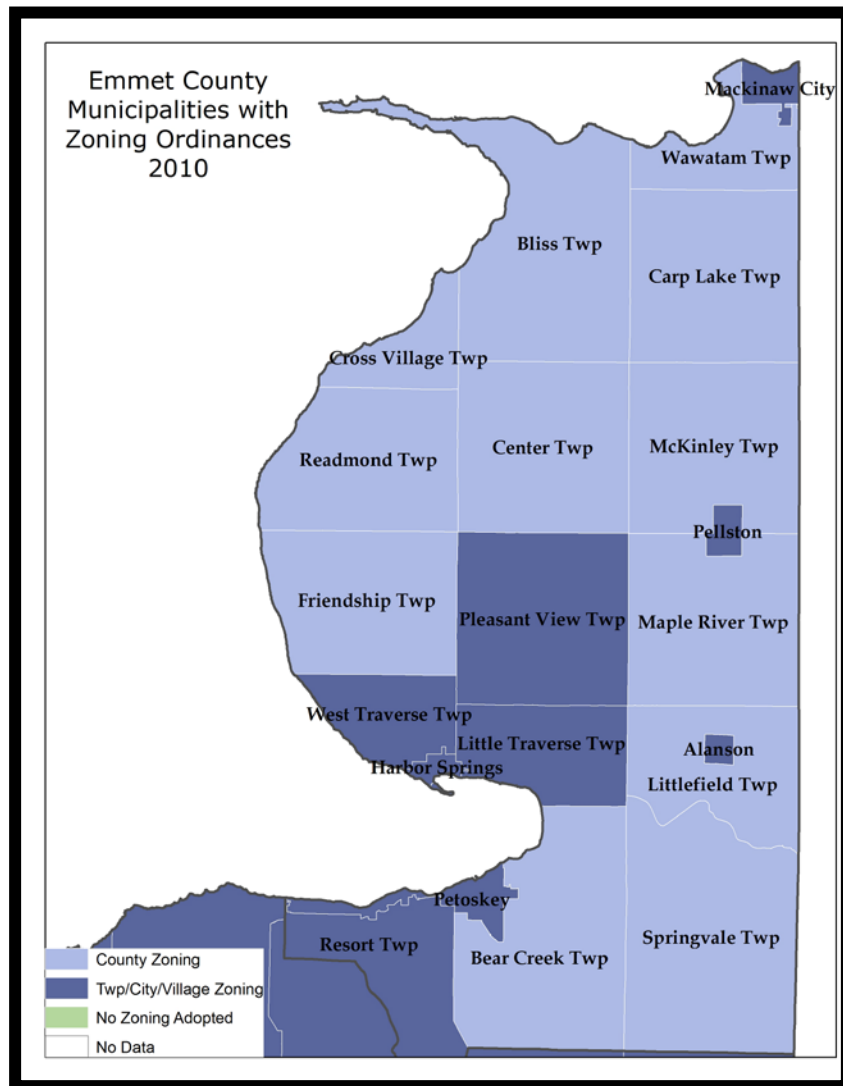 Emmet County
Municipalities with
Zoning Ordinances
2010
Mackinaw City
Wawatam Twp
Bliss Twp
Carp Lake Twp
Cross Village Twp
Readmond Twp
Center Twp
McKinley Twp
Pellston
Friendship Twp
Pleasant View Twp
Maple River Twp
West Traverse Twp
Little Traverse Twp
Alanson
Harbor Springs
Littlefield Twp
Petoskey
Resort Twp
Bear Creek Twp
Springvale Twp
County Zoning
Twp/City/Village Zoning
No Zoning Adopted
No Data